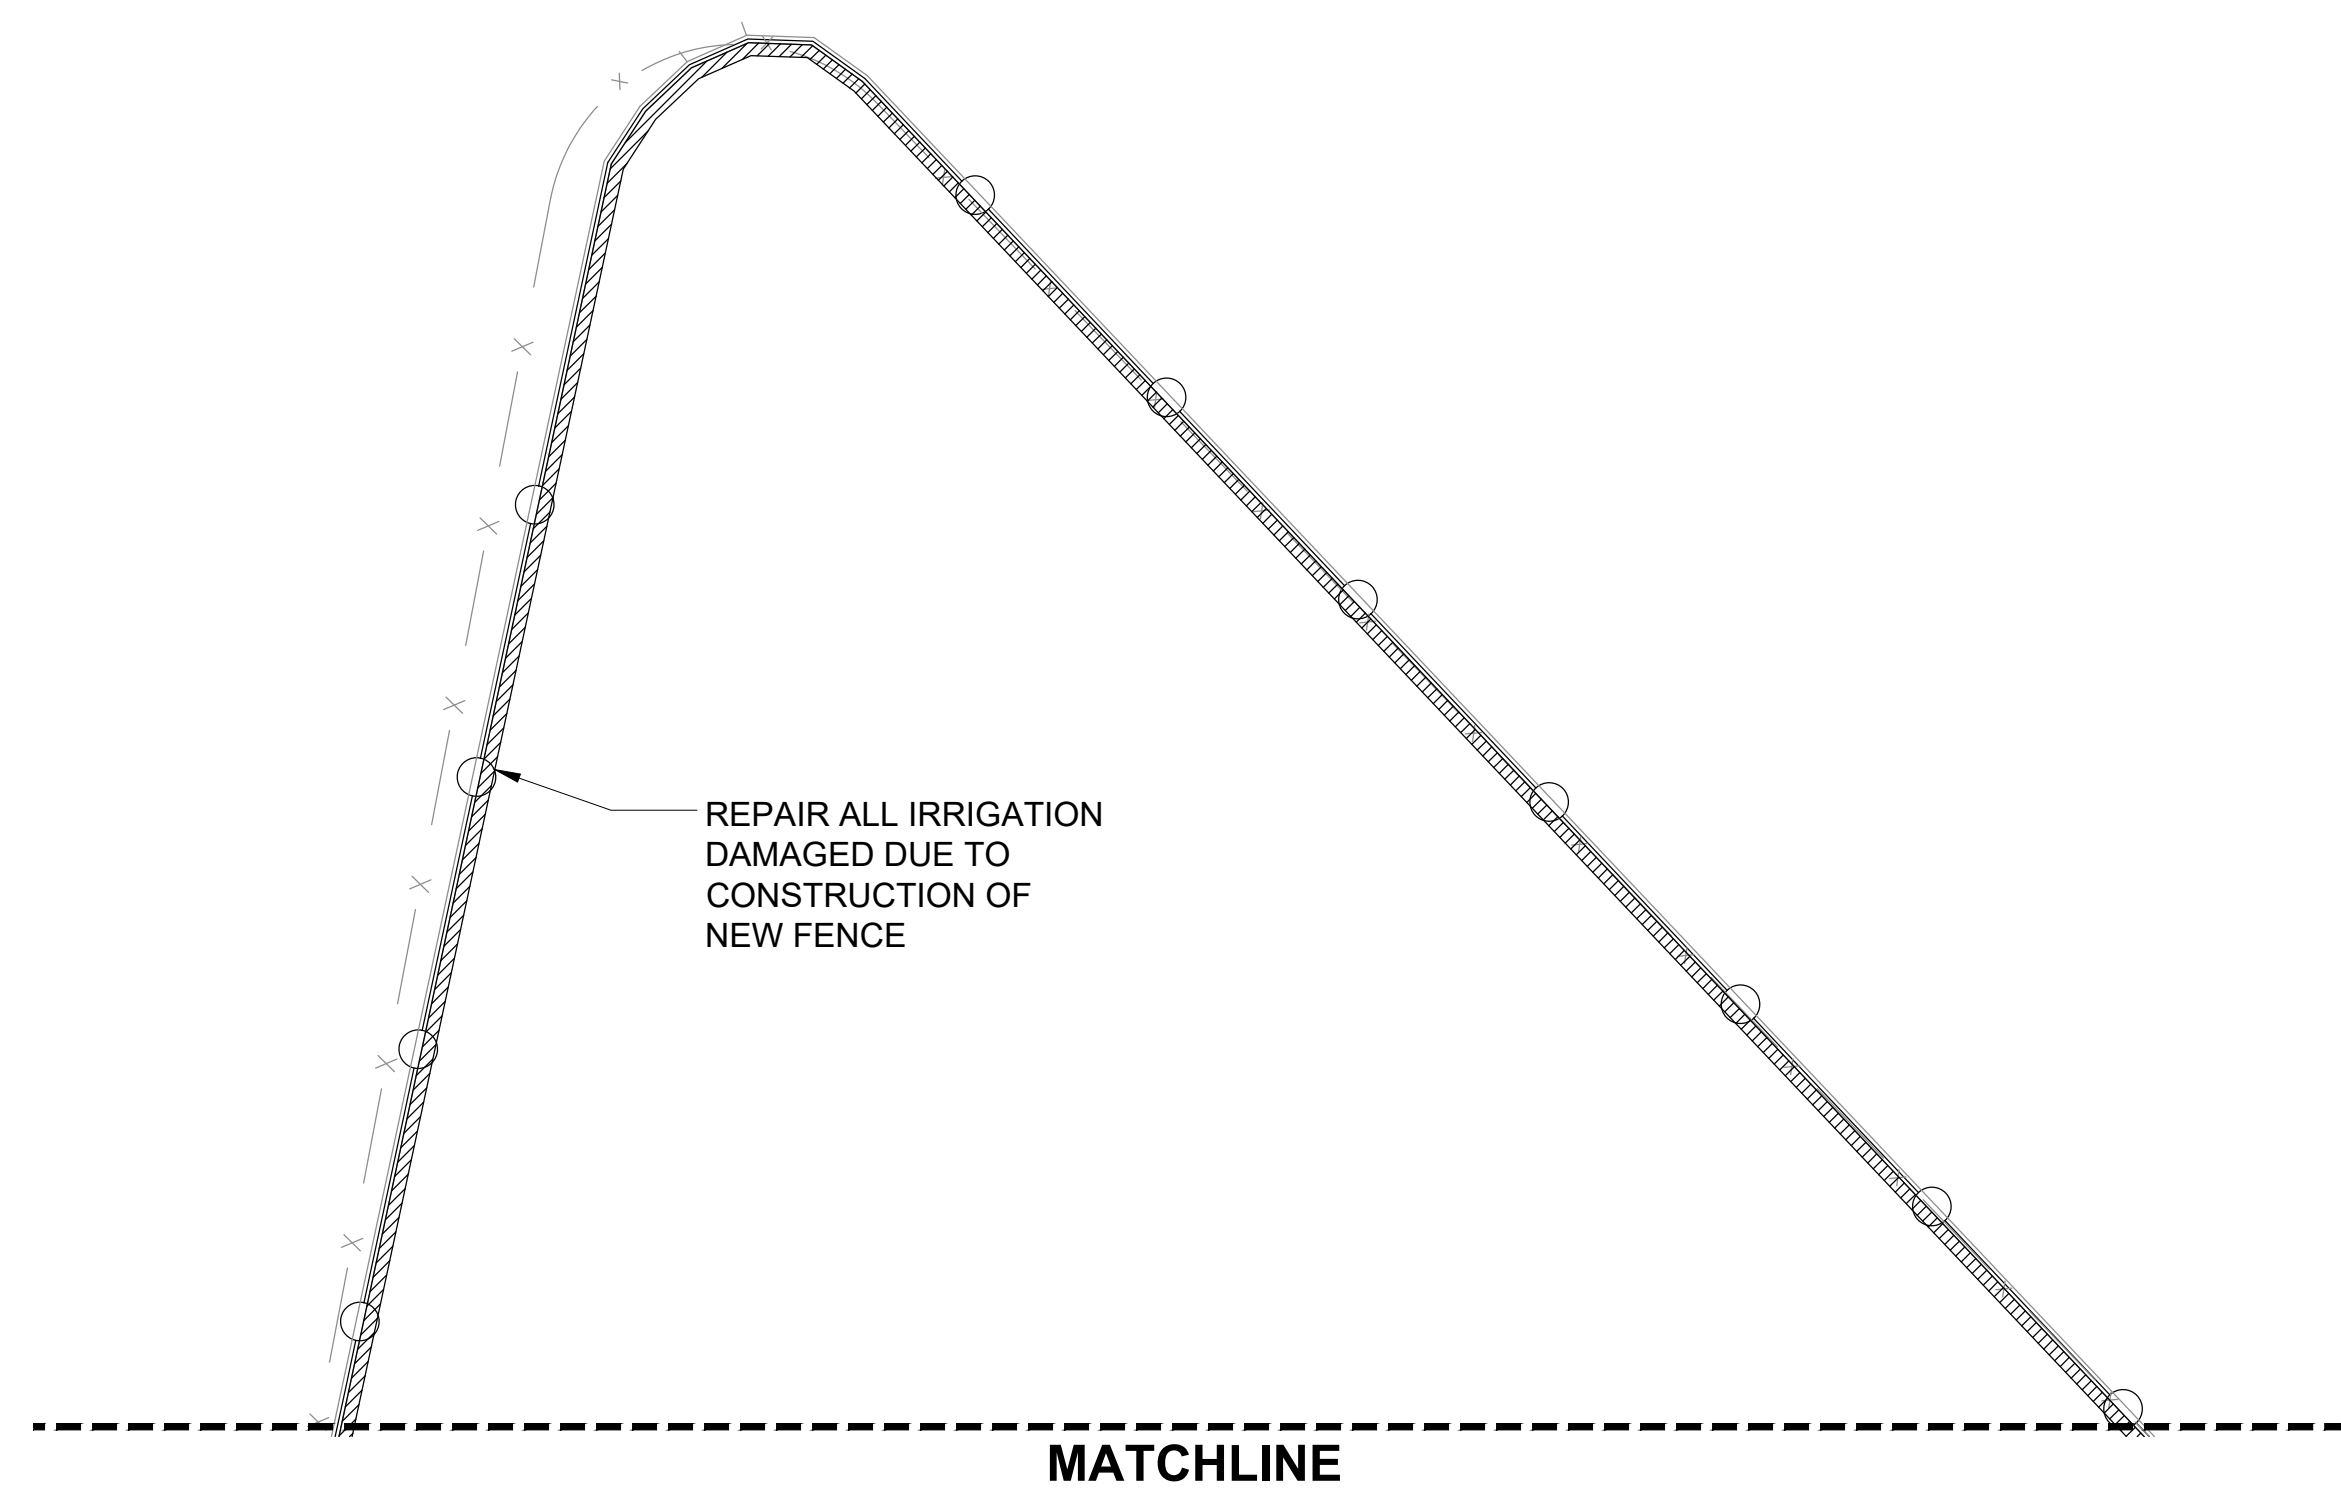 REPAIR ALL IRRIGATION
DAMAGED DUE TO
CONSTRUCTION OF
NEW FENCE
MATCHLINE